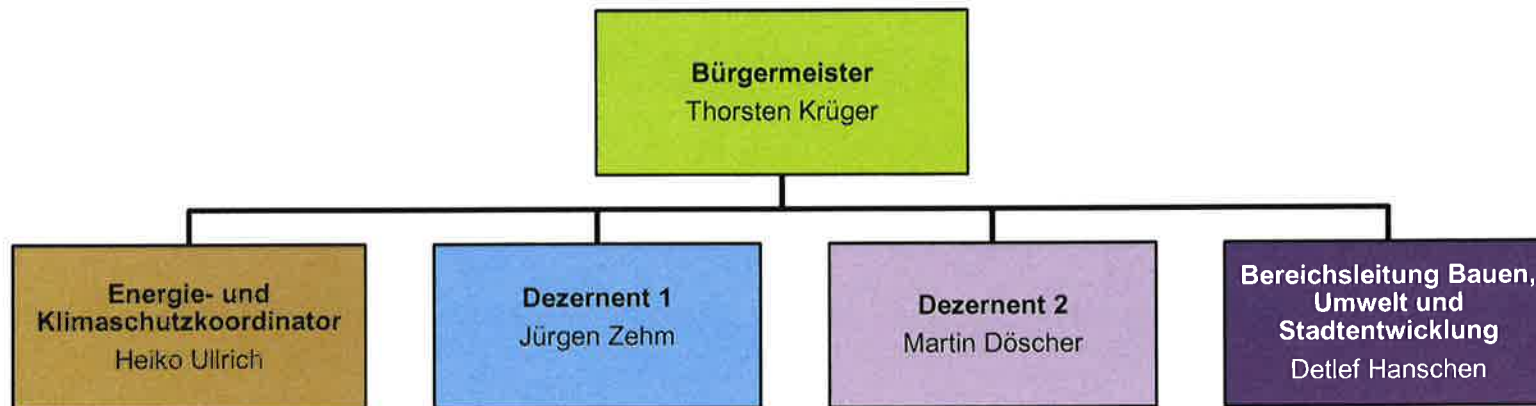 Bürgermeister
Thorsten Krüger
Energie- und
Klimaschutzkoordinator
Heiko Ullrich
Dezernent 1
Jürgen Zehm
Dezernent 2
Martin Döscher
Bereichsleitung Bauen,
Umwelt und
Stadtentwicklung
Detlef Hanschen